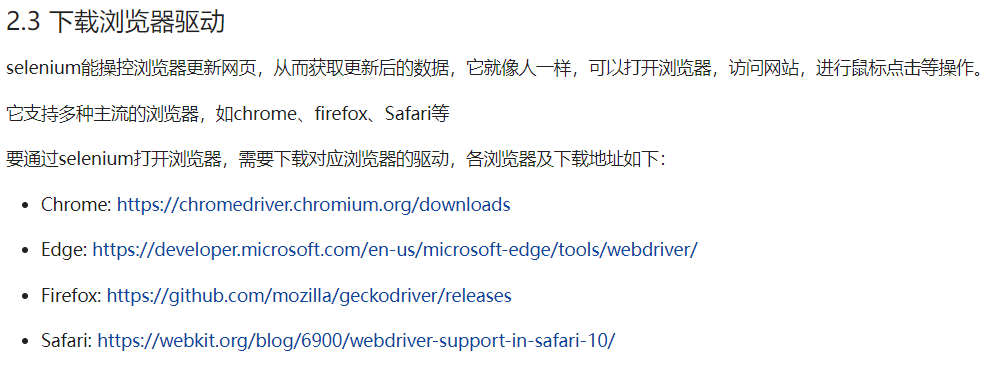 2.3 下载浏览器驱动
selenium能操控浏览器更新网页，从而获取更新后的数据，它就像人一样，可以打开浏览器，访问网站，进行鼠标点击等操作。
它支持多种主流的浏览器，如chrome、firefox、Safari等
要通过selenium打开浏览器，需要下载对应浏览器的驱动，各浏览器及下载地址如下：
• Chrome: https://chromedriver.chromium.org/downloads
• Edge: https://developer.microsoft.com/en-us/microsoft-edge/tools/webdriver/
• Firefox: https://github.com/mozilla/geckodriver/releases
• Safari: https://webkit.org/blog/6900/webdriver-support-in-safari-10/